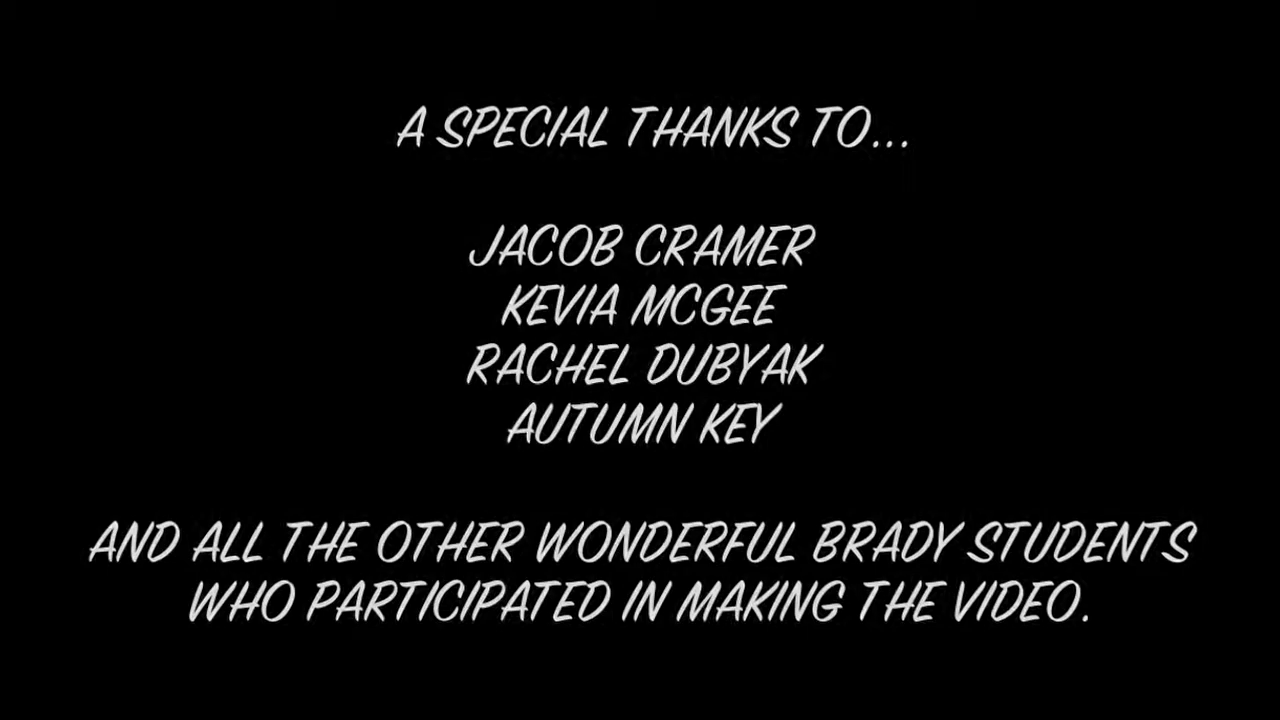 A SPECIAL THANKS TO...
JACOB CRAMER
KEVIA MCGEE
RACHEL DUBYAK
AUTUMN KEY
AND ALL THE OTHER WONDERFUL BRADY STUDENTS
WHO PARTICIPATED IN MAKING THE VIDEO.